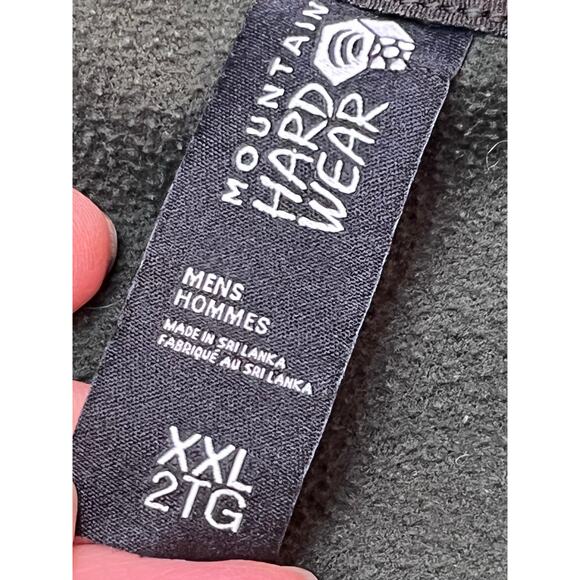 MOUNTAIN
HARD
WEAR
MENS
HOMMES
MADE IN SRI LANKA
FABRIQUÉ AU SRI LANKA
XXL
2TG